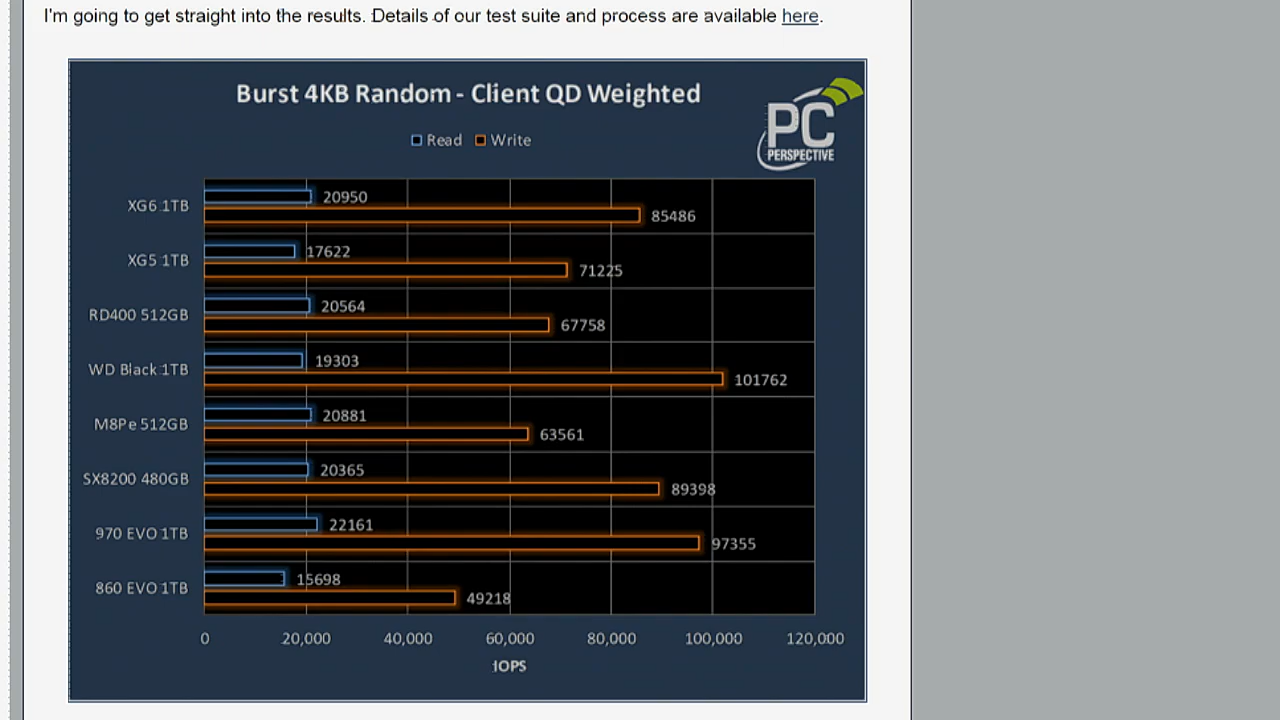 I'm going to get straight into the results. Details of our test suite and process are available here.
Burst 4KB Random - Client QD Weighted
PC
PERSPECTIVE
Read Write
XG6 1TB 20950 85486
XG5 1TB 17622 71225
RD400 512GB 20564 67758
WD Black 1TB 19303 101762
M8Pe 512GB 20881 63561
SX8200 480GB 20365 89398
970 EVO 1TB 22161 97355
860 EVO 1TB 15698 49218
0 20,000 40,000 60,000 80,000 100,000 120,000
IOPS